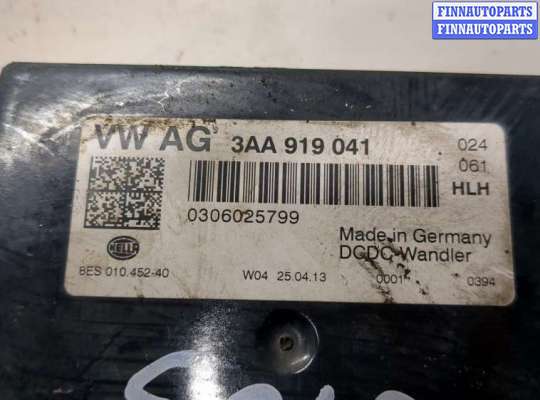 FINNAUTOPARTS
FINNAUTOPARTS
VW AG 3AA 919 041 024
061
HLH
0306025799
Made in Germany
DCDC-Wandler
HELLA
8ES 010.452-40 W04 25.04.13 0001 0394